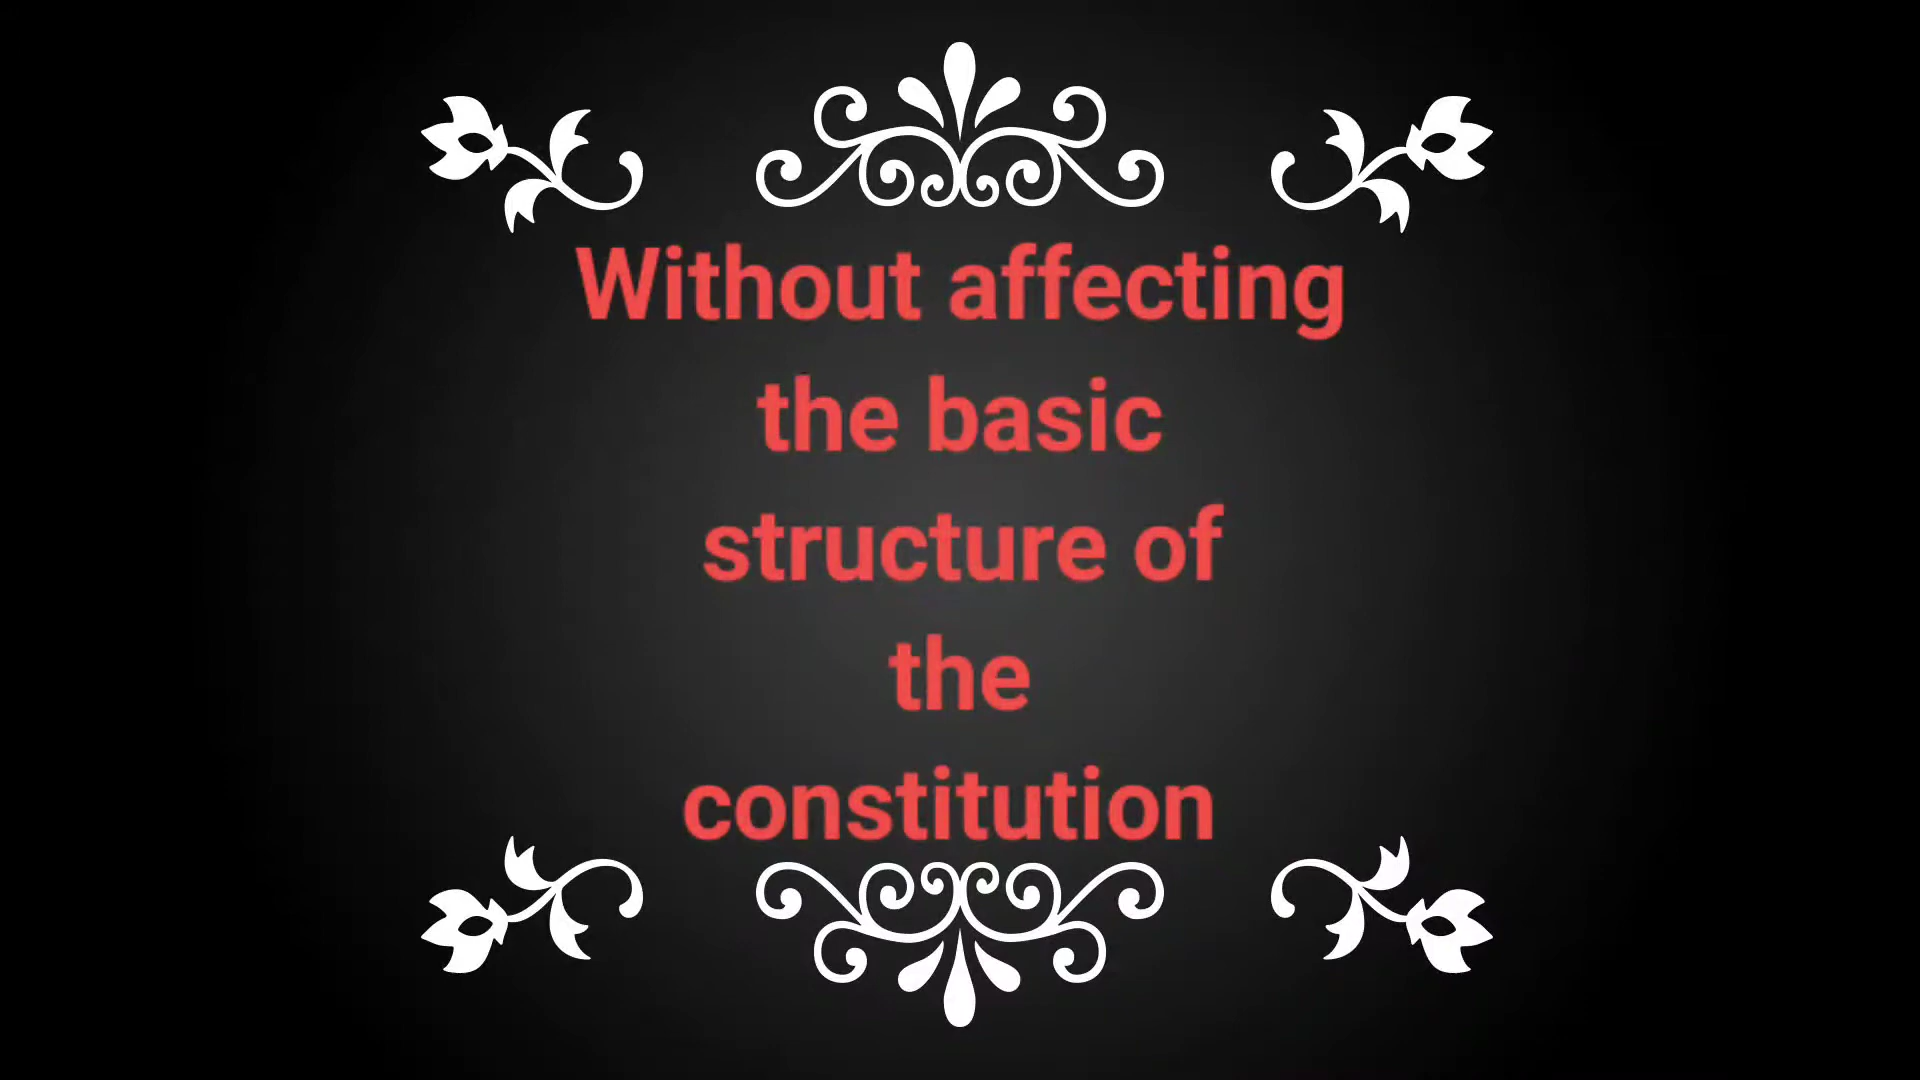 Without affecting
the basic
structure of
the
constitution